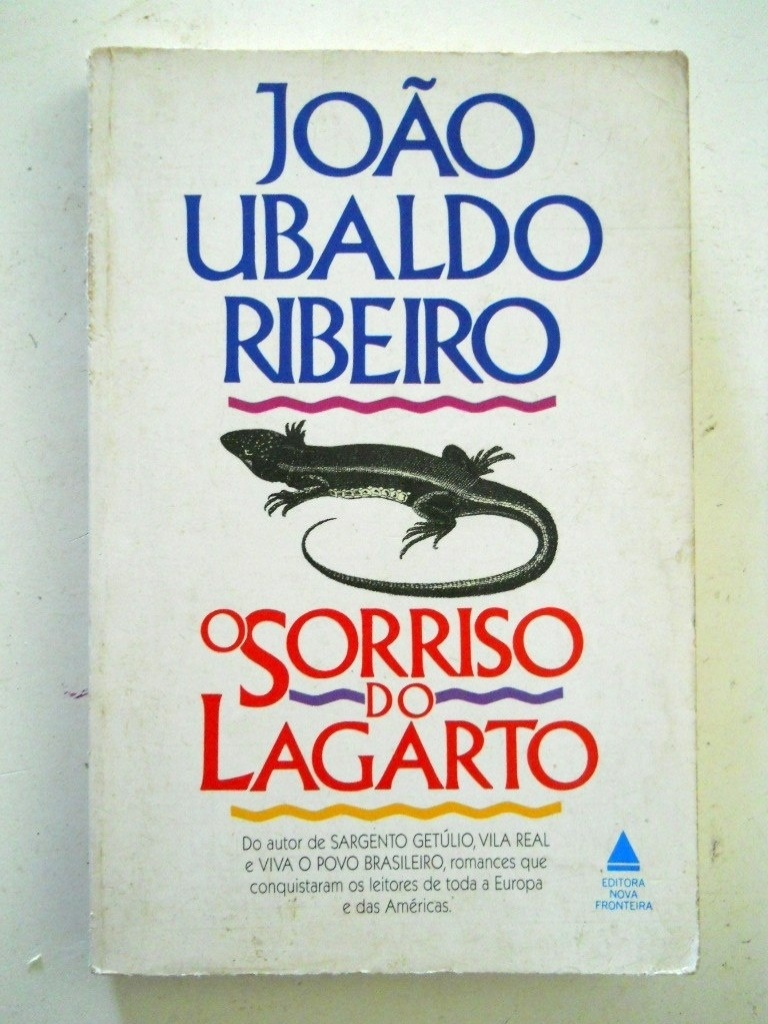 JOÃO
UBALDO
RIBEIRO
O SORRISO
DO
LAGARTO
Do autor de SARGENTO GETÚLIO, VILA REAL
e VIVA O POVO BRASILEIRO, romances que
conquistaram os leitores de toda a Europa
e das Américas.
EDITORA
NOVA
FRONTEIRA